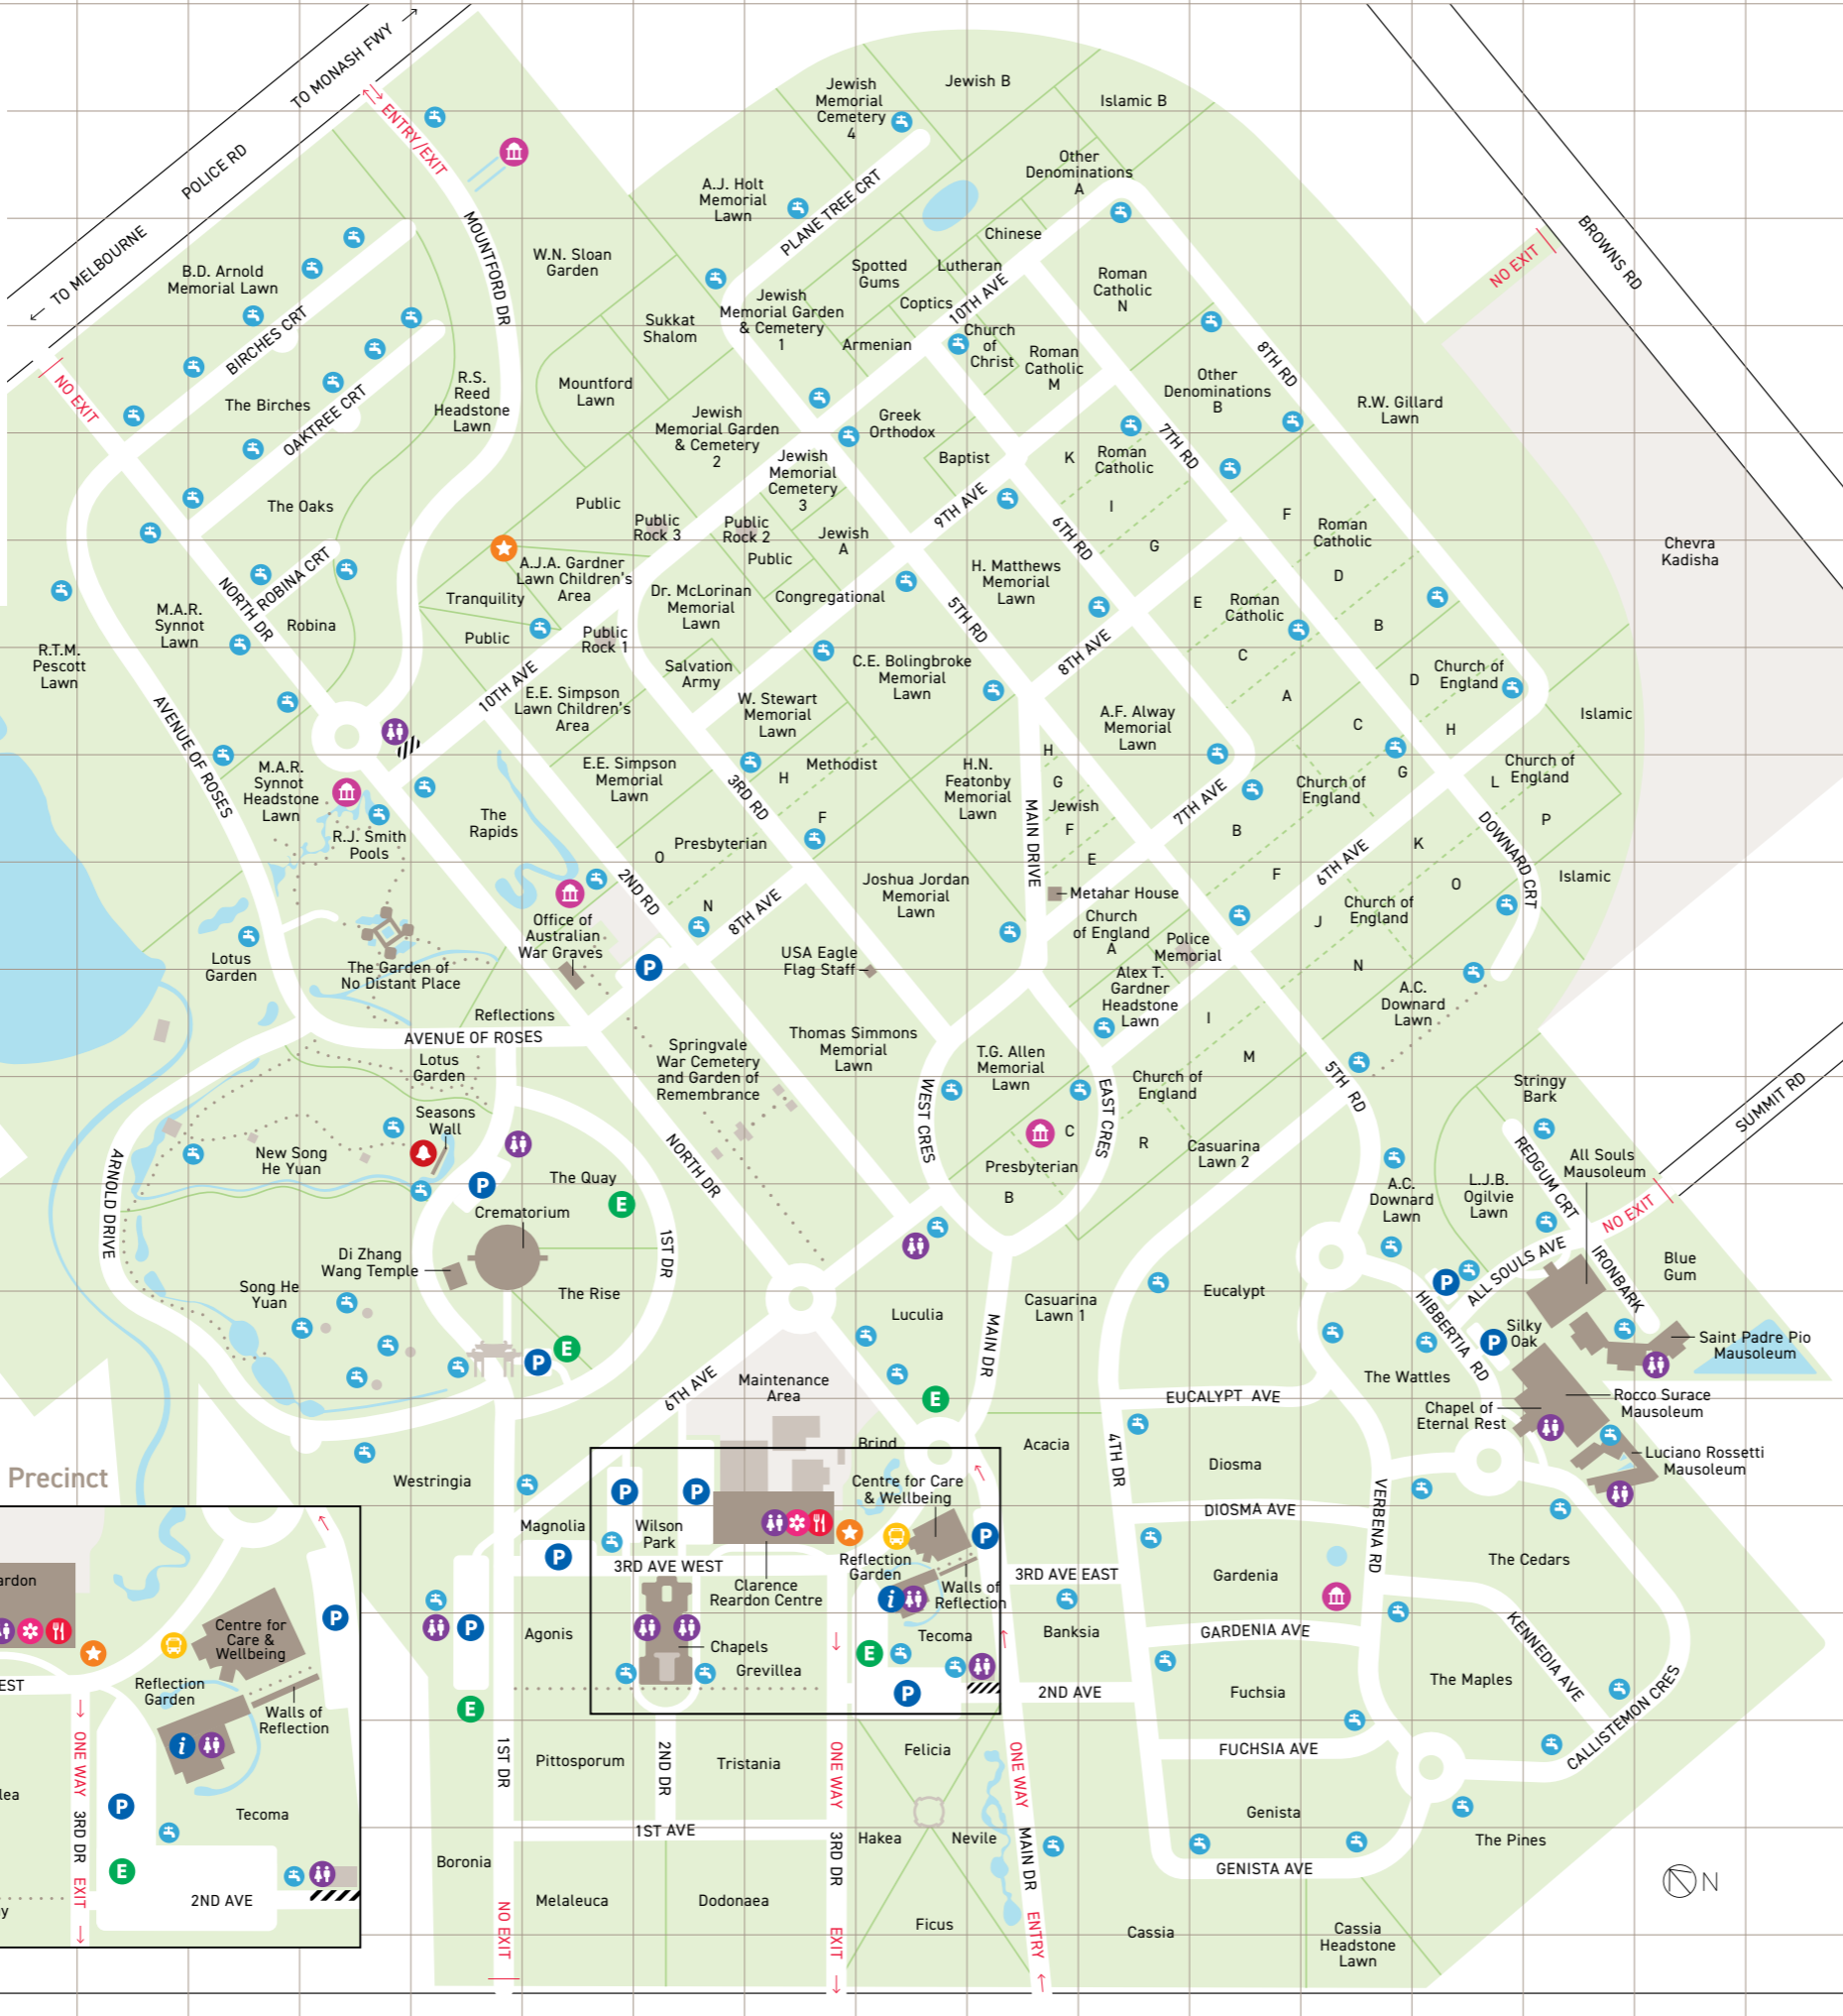 TO MONASH FWY
POLICE RD
TO MELBOURNE
ENTRY/EXIT
NO EXIT
MOUNTFORD DR
B.D. Arnold
Memorial Lawn
BIRCHES CRT
The Birches
OAKTREE CRT
R.S.
Reed
Headstone
Lawn
The Oaks
NORTH DR
ROBINA CRT
Robina
M.A.R.
Synnot
Lawn
R.T.M.
Pescott
Lawn
AVENUE OF ROSES
W.N. Sloan
Garden
Sukkat
Shalom
Mountford
Lawn
Jewish
Memorial
Cemetery
4
Jewish B
Islamic B
A.J. Holt
Memorial
Lawn
PLANE TREE CRT
Other
Denominations
A
Chinese
Spotted
Gums
Lutheran
Coptics
10TH AVE
Roman
Catholic
N
Jewish
Memorial Garden
& Cemetery
1
Armenian
Church
of
Christ
Roman
Catholic
M
8TH RD
Other
Denominations
B
R.W. Gillard
Lawn
BROWNS RD
NO EXIT
Chevra
Kadisha
Jewish
Memorial Garden
& Cemetery
2
Greek
Orthodox
Jewish
Memorial
Cemetery
3
Baptist
K
Roman
Catholic
7TH RD
I
G
F
Roman
Catholic
D
9TH AVE
6TH RD
Public
Public
Rock 3
Public
Rock 2
Public
Jewish
A
A.J.A. Gardner
Lawn Children's
Area
Tranquility
Public
Public
Rock 1
Dr. McLorinan
Memorial
Lawn
Congregational
H. Matthews
Memorial
Lawn
5TH RD
E
Roman
Catholic
B
C
A
8TH AVE
10TH AVE
E.E. Simpson
Lawn Children's
Area
Salvation
Army
W. Stewart
Memorial
Lawn
C.E. Bolingbroke
Memorial
Lawn
A.F. Alway
Memorial
Lawn
D
Church of
England
C
H
Islamic
M.A.R.
Synnot
Headstone
Lawn
R.J. Smith
Pools
The
Rapids
E.E. Simpson
Memorial
Lawn
3RD RD
H
Methodist
F
Presbyterian
O
N
H.N.
Featonby
Memorial
Lawn
MAIN DRIVE
H
G
Jewish
F
E
7TH AVE
Church of
England
B
G
L
Church of
England
P
K
DOWNARD CRT
6TH AVE
F
O
Islamic
2ND RD
8TH AVE
Office of
Australian
War Graves
Joshua Jordan
Memorial
Lawn
Metahar House
Church
of England
A
Police
Memorial
Church of
England
J
N
USA Eagle
Flag Staff
P
Lotus
Garden
The Garden of
No Distant Place
Reflections
AVENUE OF ROSES
Lotus
Garden
Alex T.
Gardner
Headstone
Lawn
I
M
A.C.
Downard
Lawn
Springvale
War Cemetery
and Garden of
Remembrance
Thomas Simmons
Memorial
Lawn
T.G. Allen
Memorial
Lawn
WEST CRES
EAST CRES
Church of
England
R
Casuarina
Lawn 2
5TH RD
Stringy
Bark
SUMMIT RD
REDGUM CRT
All Souls
Mausoleum
C
Presbyterian
B
Seasons
Wall
New Song
He Yuan
ARNOLD DRIVE
P
The Quay
E
Crematorium
1ST DR
NORTH DR
Di Zhang
Wang Temple
Song He
Yuan
The Rise
P
E
A.C.
Downard
Lawn
L.J.B.
Ogilvie
Lawn
NO EXIT
ALL SOULS AVE
IRONBARK
Blue
Gum
P
HIBBERTIA RD
P
Silky
Oak
Saint Padre Pio
Mausoleum
The Wattles
Chapel of
Eternal Rest
Rocco Surace
Mausoleum
Luciano Rossetti
Mausoleum
Luculia
MAIN DR
Casuarina
Lawn 1
Eucalypt
EUCALYPT AVE
6TH AVE
Maintenance
Area
E
Brind
Acacia
4TH DR
Diosma
DIOSMA AVE
VERBENA RD
The Cedars
Westringia
Magnolia
P
P
P
Wilson
Park
3RD AVE WEST
Clarence
Reardon Centre
Centre for Care
& Wellbeing
P
Reflection
Garden
i
Walls of
Reflection
3RD AVE EAST
Gardenia
GARDENIA AVE
KENNEDIA AVE
P
Agonis
Chapels
Grevillea
E
Tecoma
P
Banksia
2ND AVE
Fuchsia
The Maples
CALLISTEMON CRES
E
1ST DR
Pittosporum
2ND DR
Tristania
ONE WAY
Felicia
ONE WAY
FUCHSIA AVE
1ST AVE
Boronia
3RD DR
Hakea
Nevile
MAIN DR
Genista
GENISTA AVE
The Pines
NO EXIT
Melaleuca
Dodonaea
EXIT
Ficus
ENTRY
Cassia
Cassia
Headstone
Lawn
N
Precinct
ardon
Centre for
Care &
Wellbeing
P
Reflection
Garden
EST
Walls of
Reflection
i
ONE WAY
P
lea
Tecoma
3RD DR
E
EXIT
2ND AVE
y